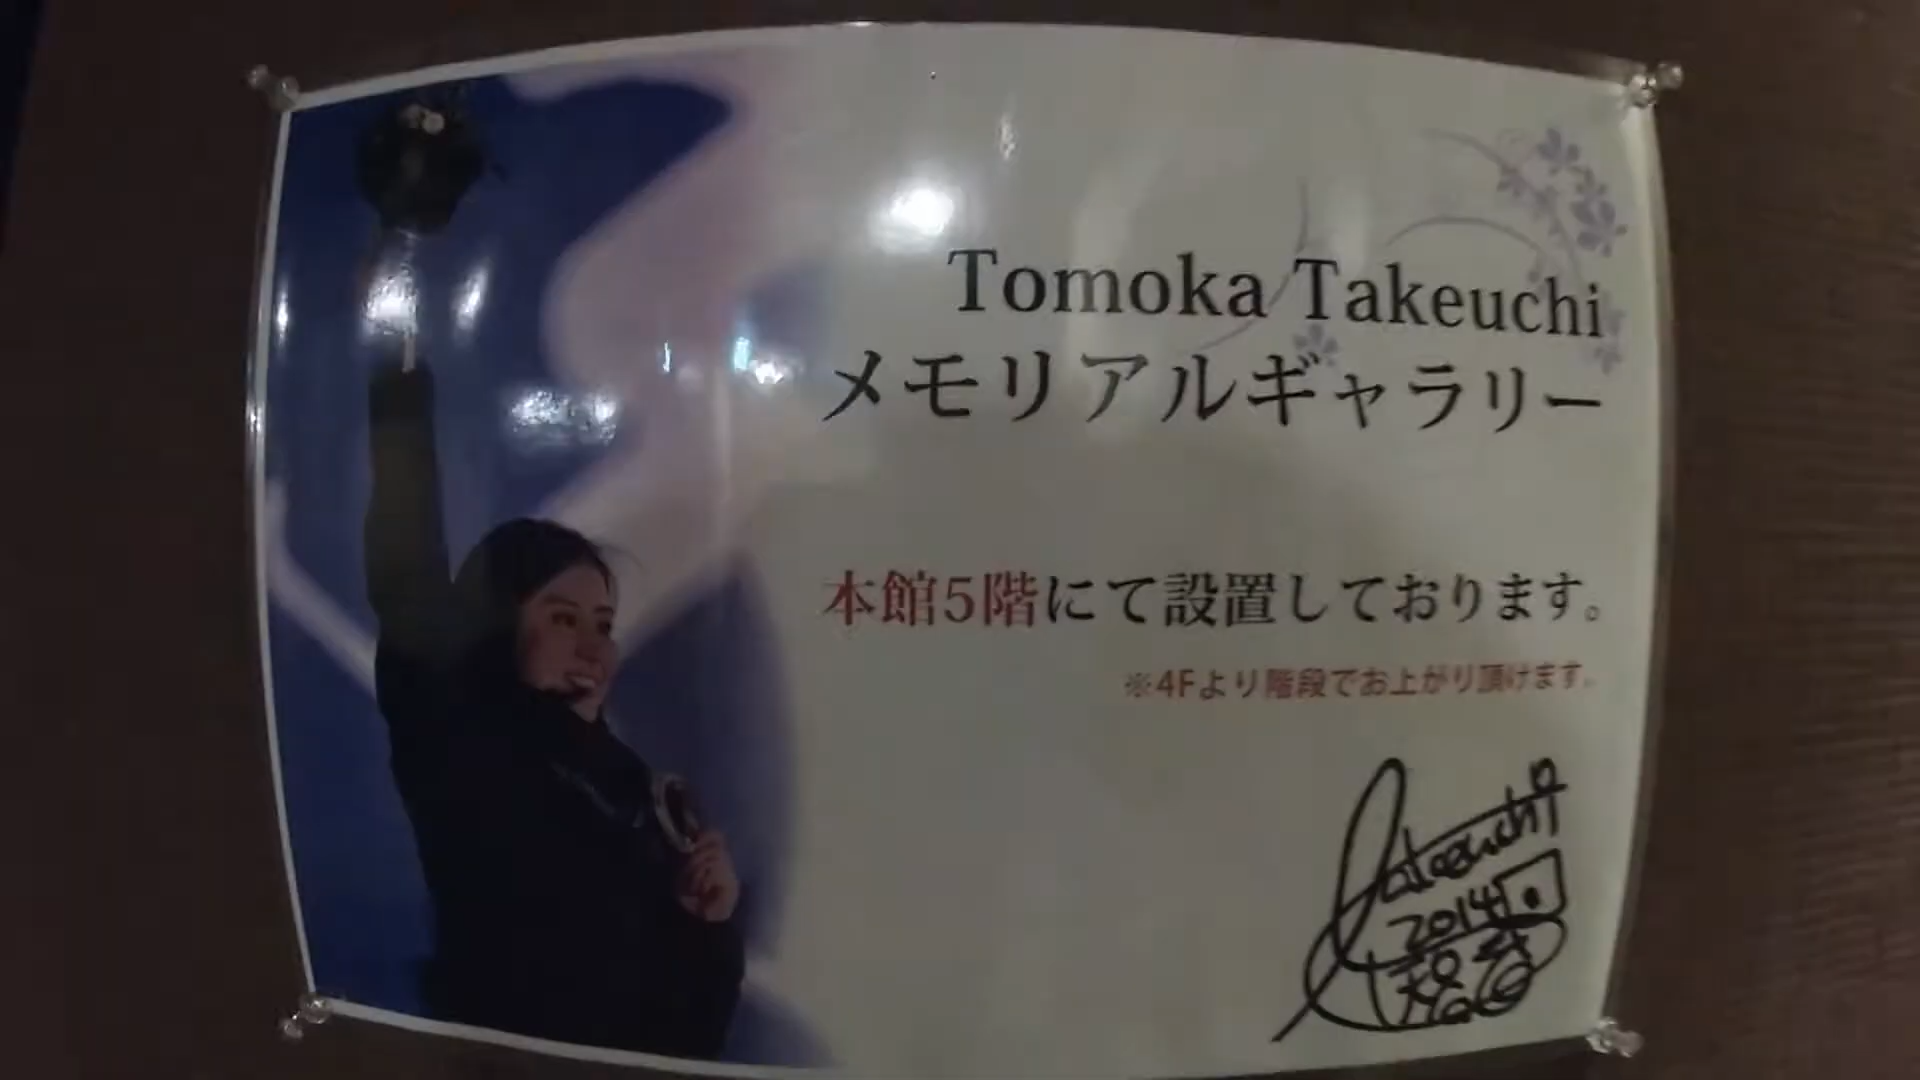 Tomoka Takeuchi
メモリアルギャラリー
本館5階にて設置しております。
※4Fより階段でお上がり頂けます。
Takeuchi
2014
智香